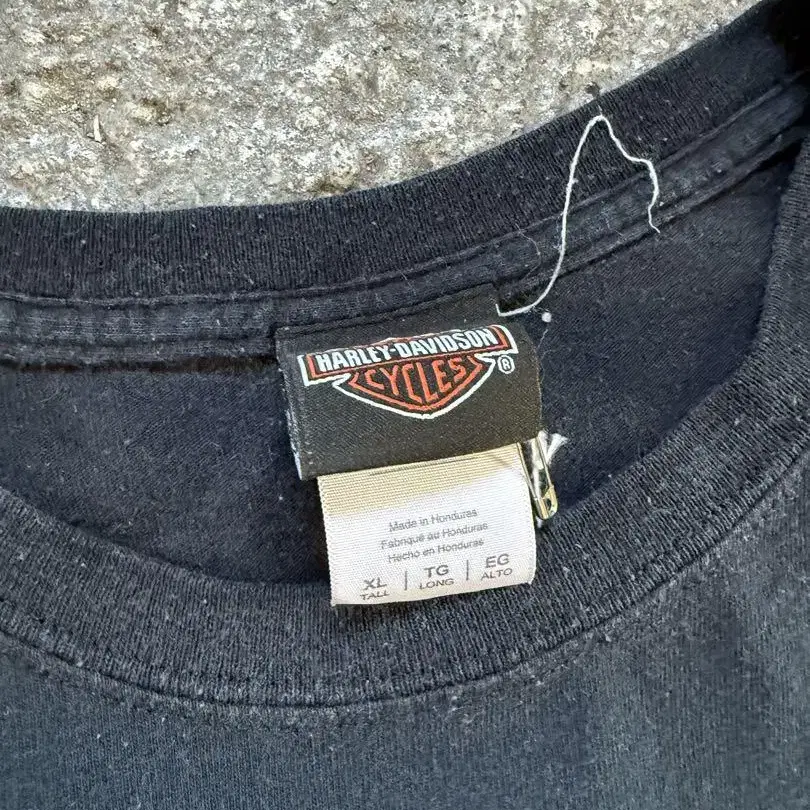 HARLEY-DAVIDSON
CYCLES®
Made in Honduras
Fabriqué au Honduras
Hecho en Honduras
XL | TG | EG
TALL LONG ALTO